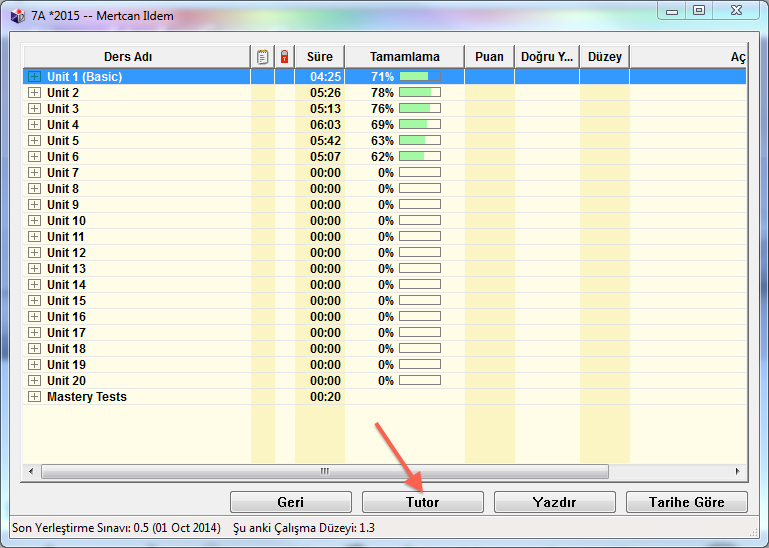 7A *2015 -- Mertcan Ildem
Ders Adı Süre Tamamlama Puan Doğru Y... Düzey Aç
Unit 1 (Basic) 04:25 71%
Unit 2 05:26 78%
Unit 3 05:13 76%
Unit 4 06:03 69%
Unit 5 05:42 63%
Unit 6 05:07 62%
Unit 7 00:00 0%
Unit 8 00:00 0%
Unit 9 00:00 0%
Unit 10 00:00 0%
Unit 11 00:00 0%
Unit 12 00:00 0%
Unit 13 00:00 0%
Unit 14 00:00 0%
Unit 15 00:00 0%
Unit 16 00:00 0%
Unit 17 00:00 0%
Unit 18 00:00 0%
Unit 19 00:00 0%
Unit 20 00:00 0%
Mastery Tests 00:20
Geri Tutor Yazdır Tarihe Göre
Son Yerleştirme Sınavı: 0.5 (01 Oct 2014) Şu anki Çalışma Düzeyi: 1.3